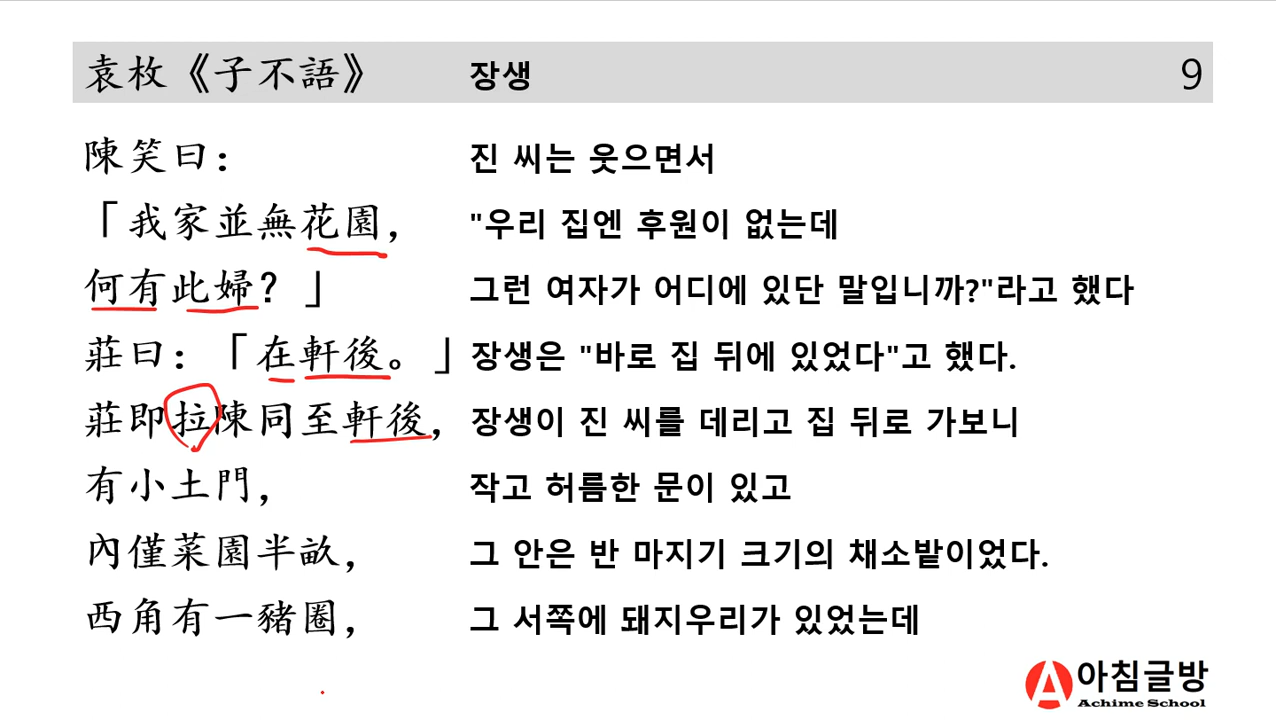 袁枚《子不語》 장생 9
陳笑曰： 진 씨는 웃으면서
「我家並無花園， "우리 집엔 후원이 없는데
何有此婦？」 그런 여자가 어디에 있단 말입니까?"라고 했다
莊曰：「在軒後。」 장생은 "바로 집 뒤에 있었다"고 했다.
莊即拉陳同至軒後， 장생이 진 씨를 데리고 집 뒤로 가보니
有小土門， 작고 허름한 문이 있고
內僅菜園半畝， 그 안은 반 마지기 크기의 채소밭이었다.
西角有一豬圈， 그 서쪽에 돼지우리가 있었는데
아침글방
Achime School